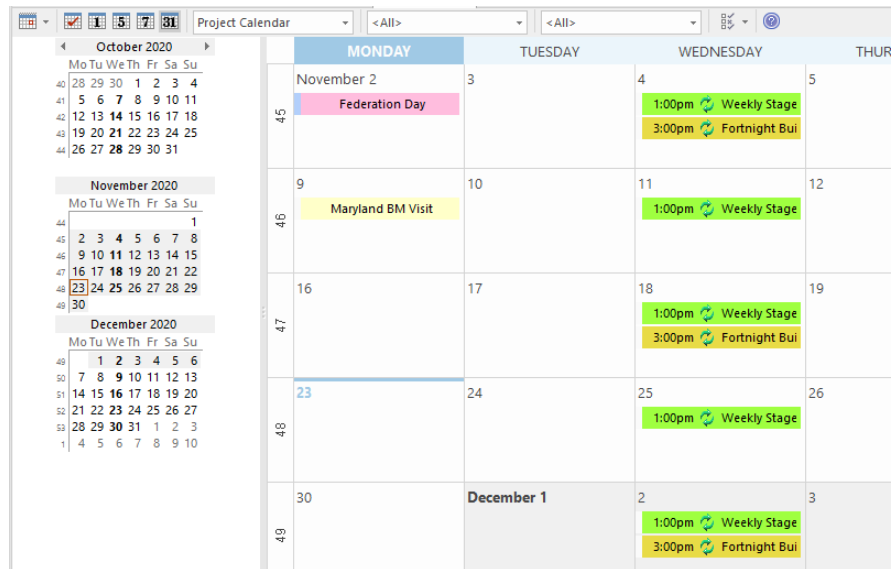 1 5 7 31 Project Calendar <All> <All>
October 2020
Mo Tu We Th Fr Sa Su
40 28 29 30 1 2 3 4
41 5 6 7 8 9 10 11
42 12 13 14 15 16 17 18
43 19 20 21 22 23 24 25
44 26 27 28 29 30 31
November 2020
Mo Tu We Th Fr Sa Su
44 1
45 2 3 4 5 6 7 8
46 9 10 11 12 13 14 15
47 16 17 18 19 20 21 22
48 23 24 25 26 27 28 29
49 30
December 2020
Mo Tu We Th Fr Sa Su
49 1 2 3 4 5 6
50 7 8 9 10 11 12 13
51 14 15 16 17 18 19 20
52 21 22 23 24 25 26 27
53 28 29 30 31 1 2 3
1 4 5 6 7 8 9 10
MONDAY TUESDAY WEDNESDAY THUR
45
November 2 3 4 5
Federation Day 1:00pm Weekly Stage
3:00pm Fortnight Bui
46
9 10 11 12
Maryland BM Visit 1:00pm Weekly Stage
47
16 17 18 19
1:00pm Weekly Stage
3:00pm Fortnight Bui
48
23 24 25 26
1:00pm Weekly Stage
49
30 December 1 2 3
1:00pm Weekly Stage
3:00pm Fortnight Bui